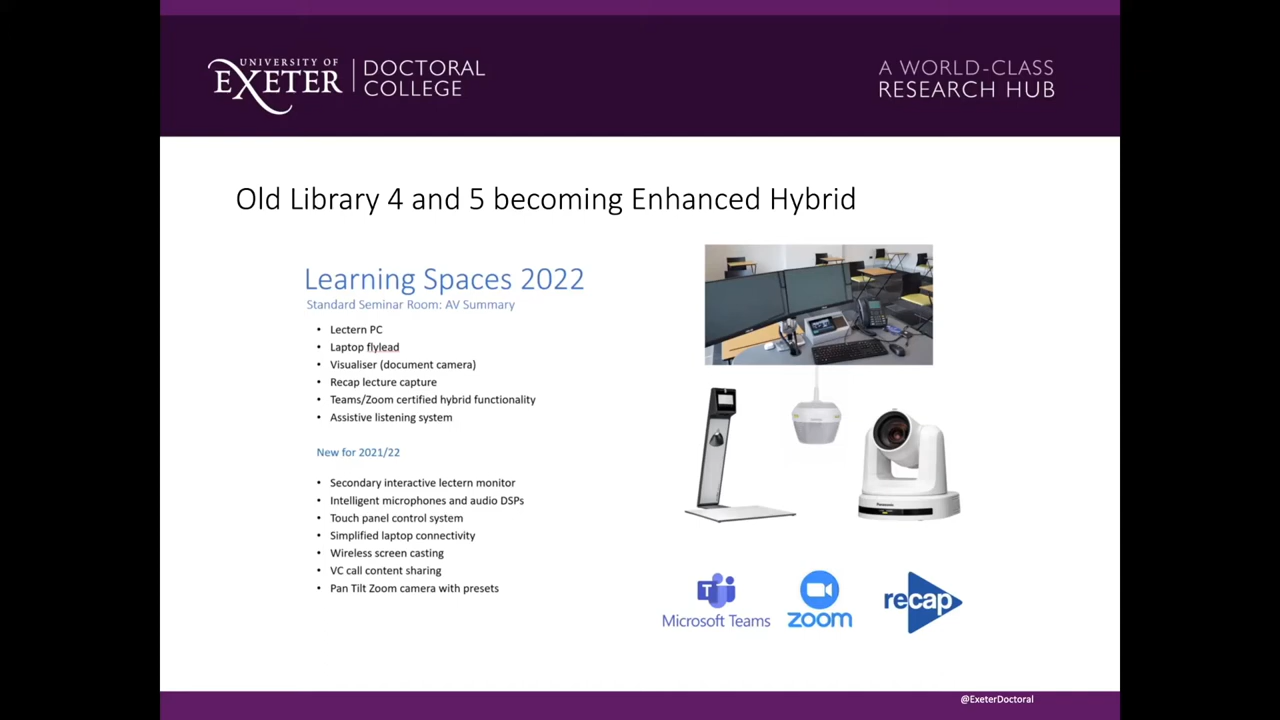 UNIVERSITY OF
EXETER
DOCTORAL
COLLEGE
A WORLD-CLASS
RESEARCH HUB
Old Library 4 and 5 becoming Enhanced Hybrid
Learning Spaces 2022
Standard Seminar Room: AV Summary
• Lectern PC
• Laptop flylead
• Visualiser (document camera)
• Recap lecture capture
• Teams/Zoom certified hybrid functionality
• Assistive listening system
New for 2021/22
• Secondary interactive lectern monitor
• Intelligent microphones and audio DSPs
• Touch panel control system
• Simplified laptop connectivity
• Wireless screen casting
• VC call content sharing
• Pan Tilt Zoom camera with presets
Panasonic
T
Microsoft Teams
zoom
recap
@ExeterDoctoral